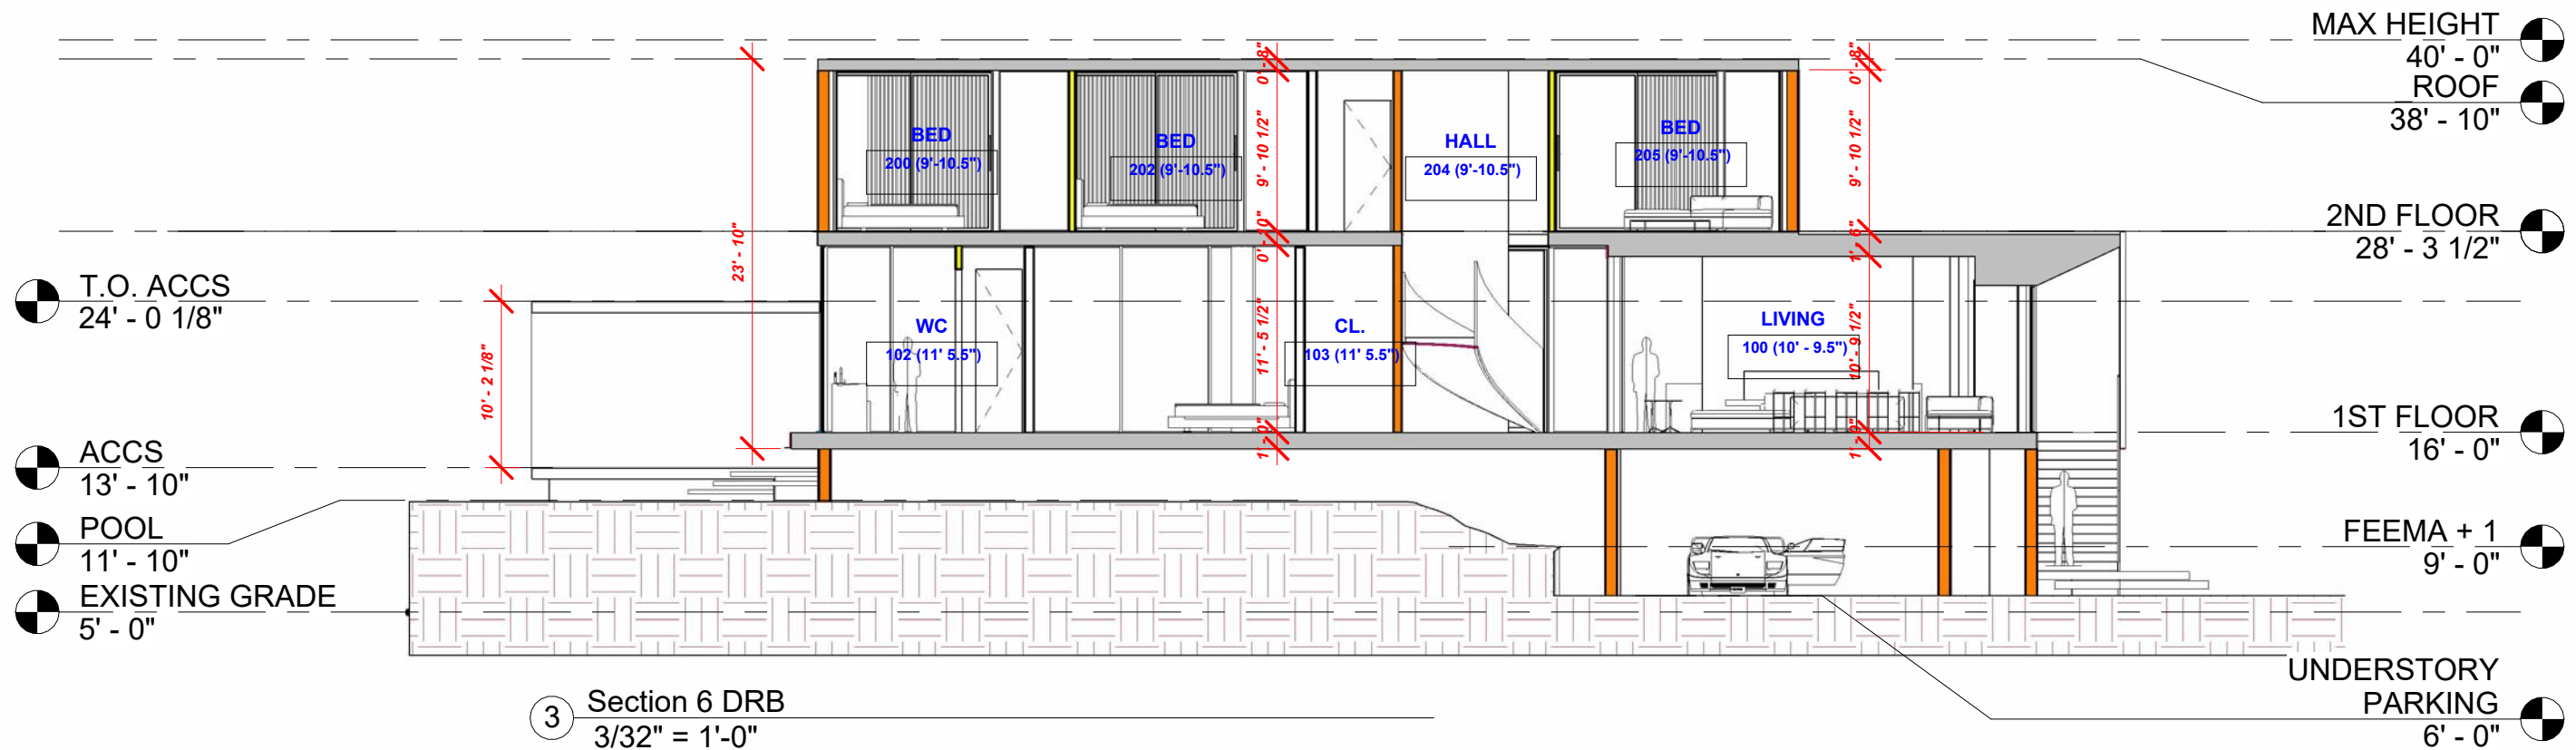 MAX HEIGHT
40' - 0"
ROOF
38' - 10"
2ND FLOOR
28' - 3 1/2"
1ST FLOOR
16' - 0"
FEEMA + 1
9' - 0"
UNDERSTORY
PARKING
6' - 0"
T.O. ACCS
24' - 0 1/8"
ACCS
13' - 10"
POOL
11' - 10"
EXISTING GRADE
5' - 0"
BED
200 (9'-10.5")
BED
202 (9'-10.5")
HALL
204 (9'-10.5")
BED
205 (9'-10.5")
WC
102 (11' 5.5")
CL.
103 (11' 5.5")
LIVING
100 (10' - 9.5")
10' - 2 1/8"
23' - 10"
0' - 8"
9' - 10 1/2"
0' - 10"
11' - 5 1/2"
1' - 0"
0' - 8"
9' - 10 1/2"
1' - 6"
10' - 9 1/2"
3
Section 6 DRB
3/32" = 1'-0"